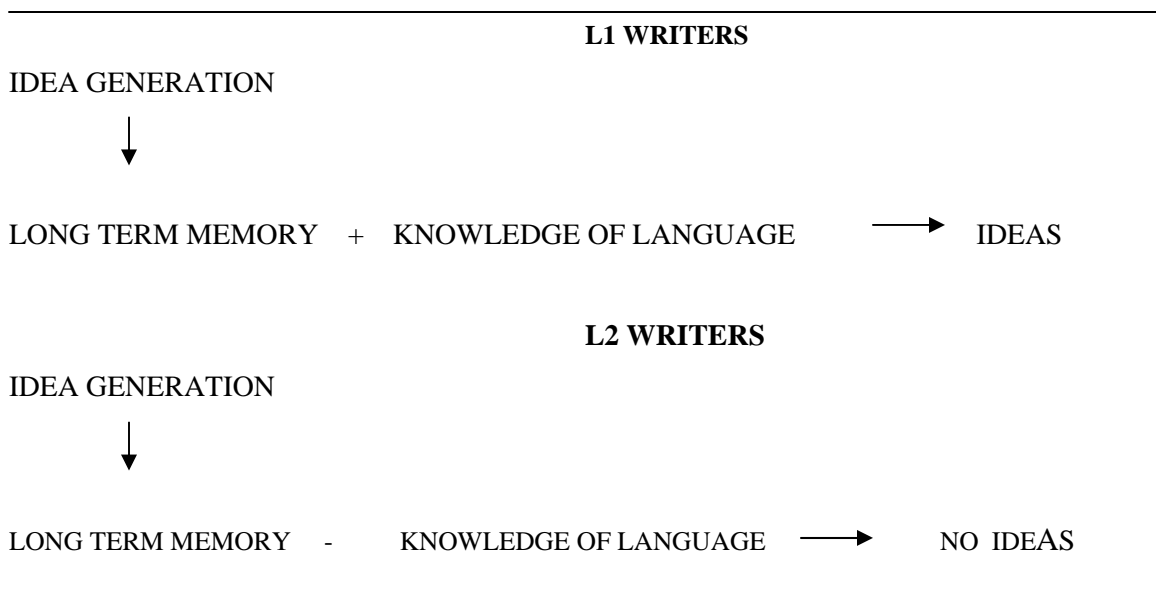 L1 WRITERS
IDEA GENERATION
LONG TERM MEMORY + KNOWLEDGE OF LANGUAGE IDEAS
L2 WRITERS
IDEA GENERATION
LONG TERM MEMORY - KNOWLEDGE OF LANGUAGE NO IDEAS